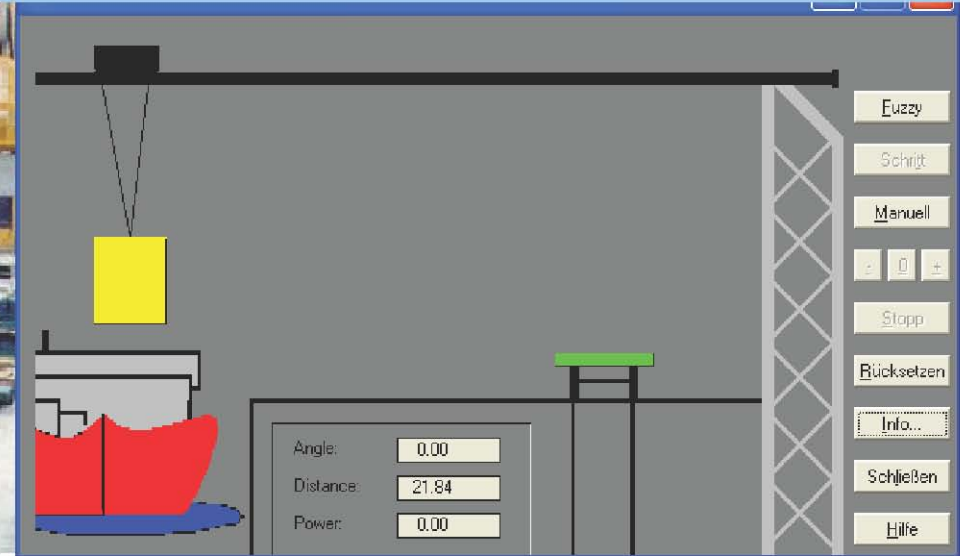 Fuzzy
Schritt
Manuell
- 0 +
Stopp
Rücksetzen
Info...
Schließen
Hilfe
Angle: 0.00
Distance: 21.84
Power: 0.00